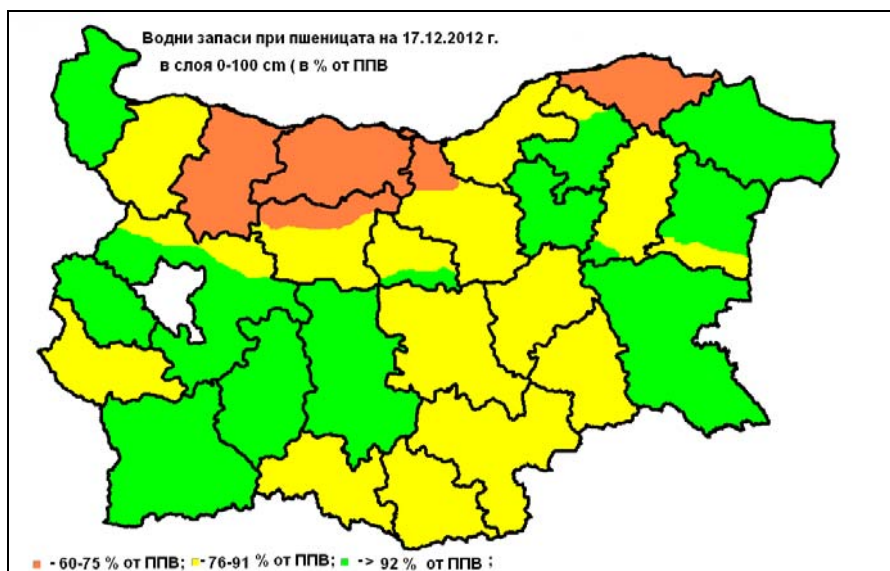 Водни запаси при пшеницата на 17.12.2012 г.
в слоя 0-100 cm ( в % от ППВ
- 60-75 % от ППВ; - 76-91 % от ППВ; -> 92 % от ППВ ;